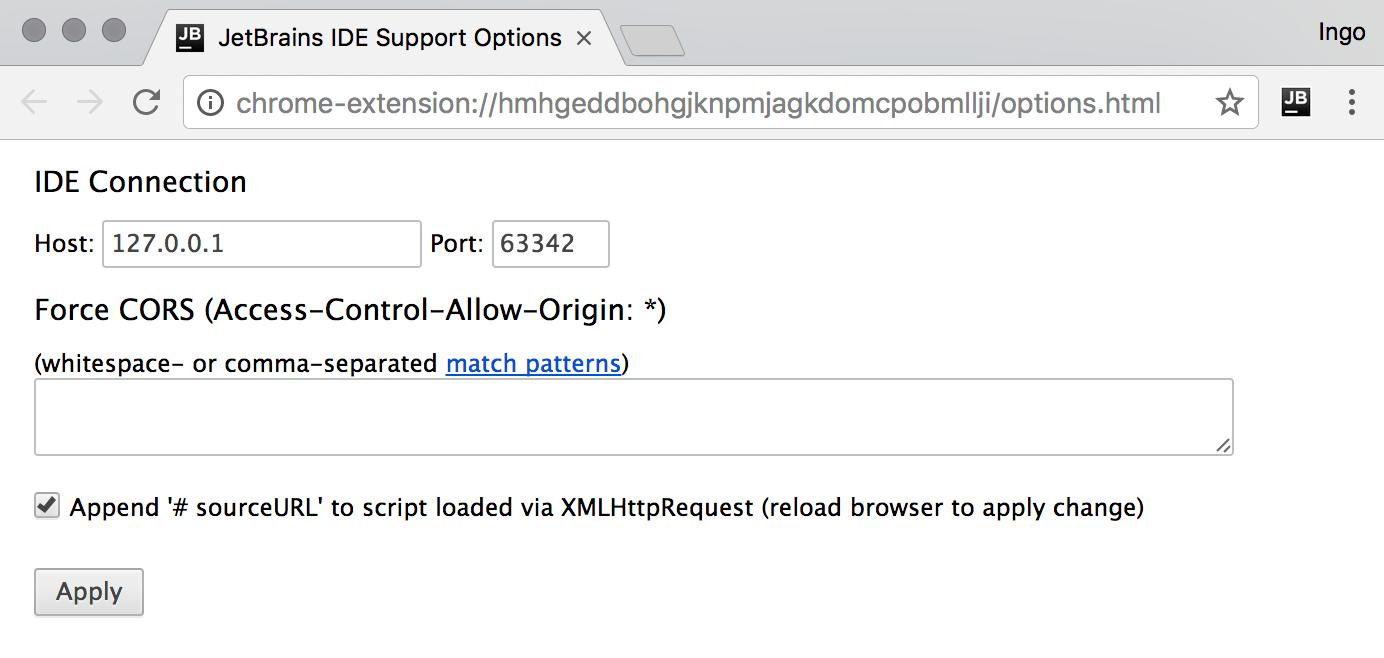 JB JetBrains IDE Support Options
Ingo
chrome-extension://hmhgeddbohgjknpmjagkdomcpobmllji/options.html
JB
IDE Connection
Host: 127.0.0.1 Port: 63342
Force CORS (Access-Control-Allow-Origin: *)
(whitespace- or comma-separated match patterns)
Append '# sourceURL' to script loaded via XMLHttpRequest (reload browser to apply change)
Apply